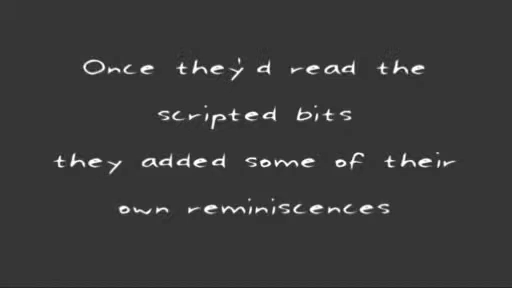 Once they'd read the
scripted bits
they added some of their
own reminiscences